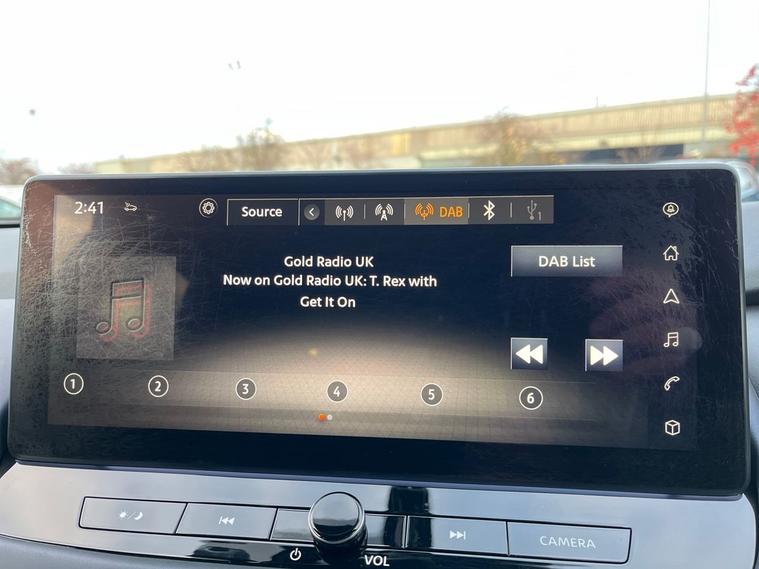 2:41
Source
DAB
1
Gold Radio UK
Now on Gold Radio UK: T. Rex with
Get It On
DAB List
1
2
3
4
5
6
VOL
CAMERA